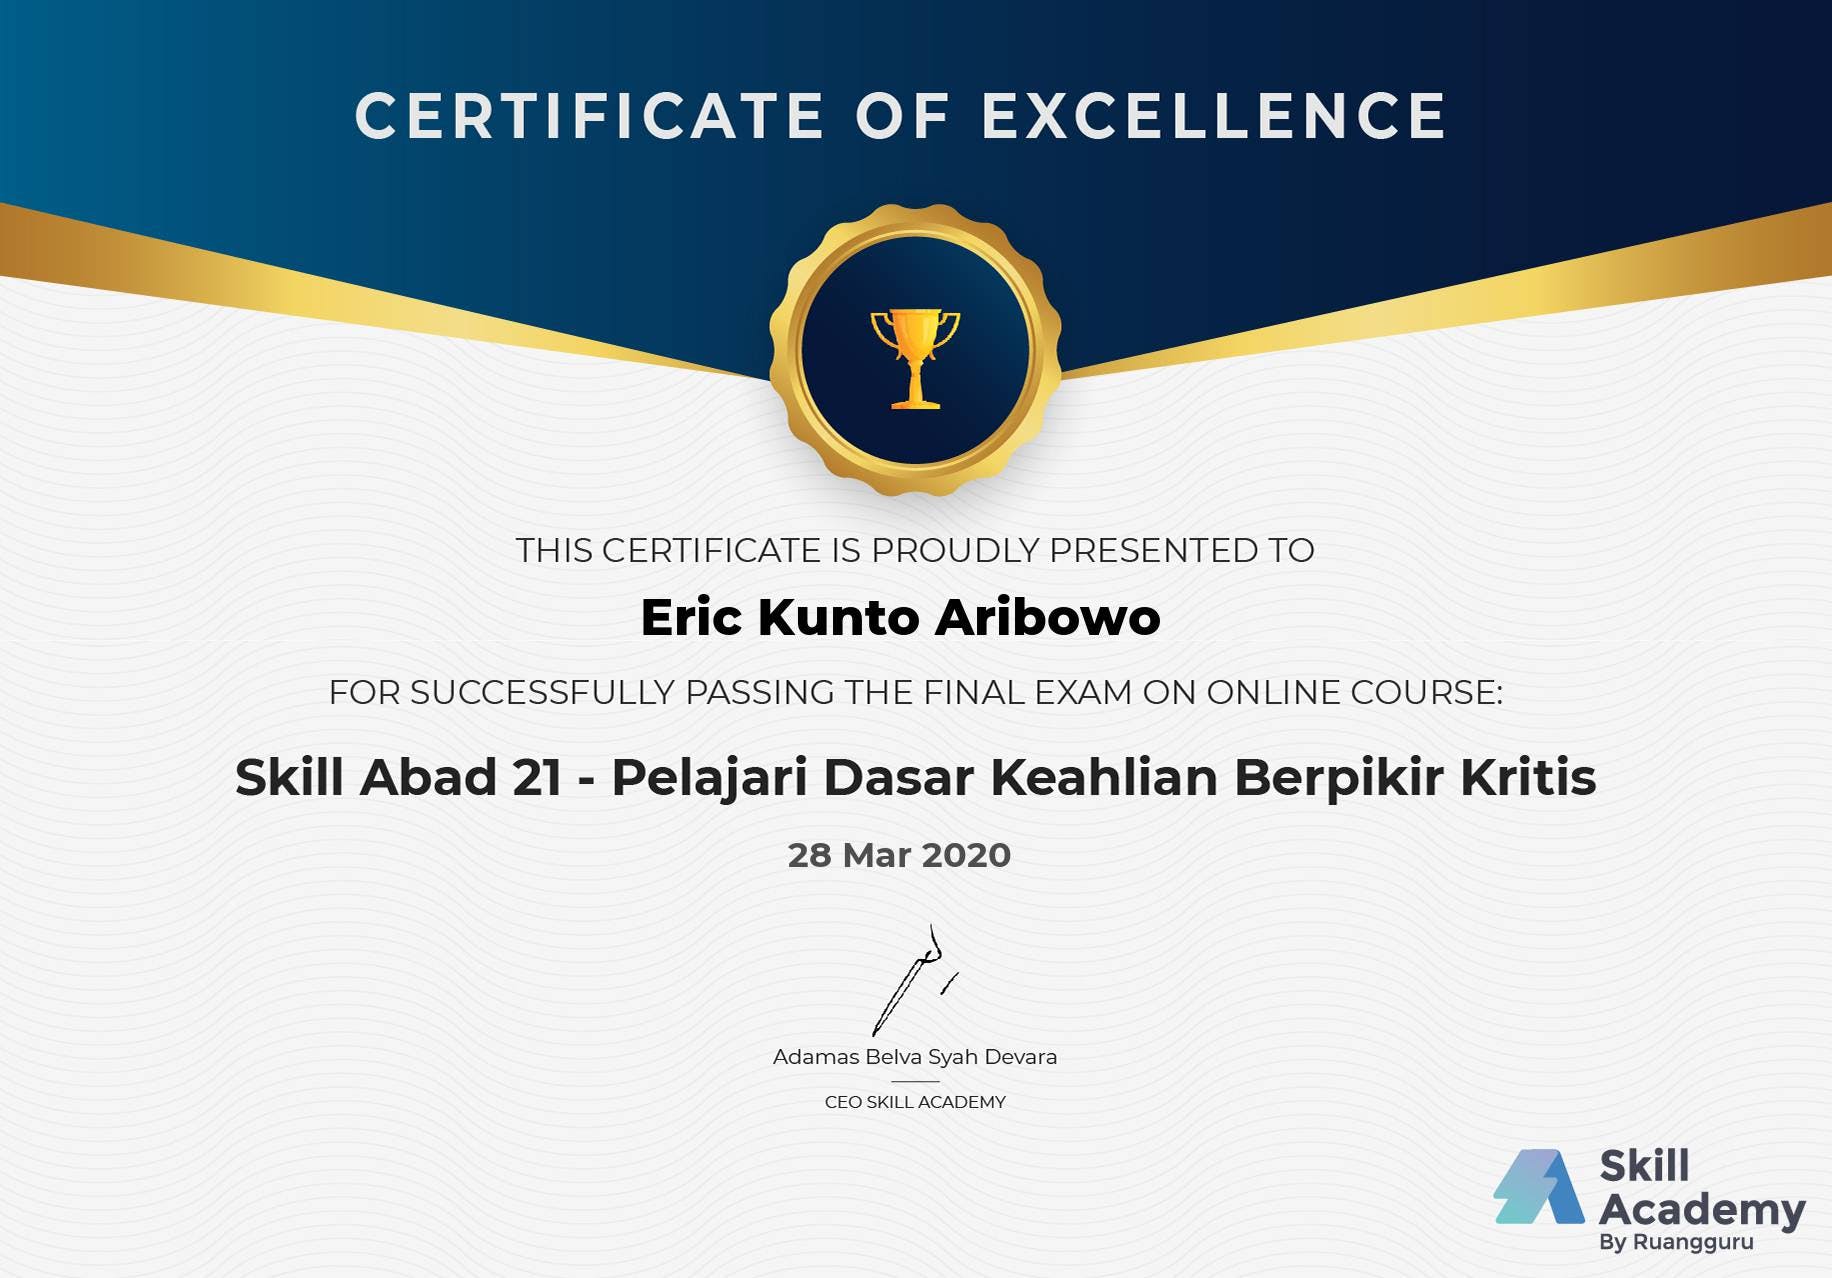 CERTIFICATE OF EXCELLENCE
THIS CERTIFICATE IS PROUDLY PRESENTED TO
Eric Kunto Aribowo
FOR SUCCESSFULLY PASSING THE FINAL EXAM ON ONLINE COURSE:
Skill Abad 21 - Pelajari Dasar Keahlian Berpikir Kritis
28 Mar 2020
Adamas Belva Syah Devara
CEO SKILL ACADEMY
Skill
Academy
By Ruangguru